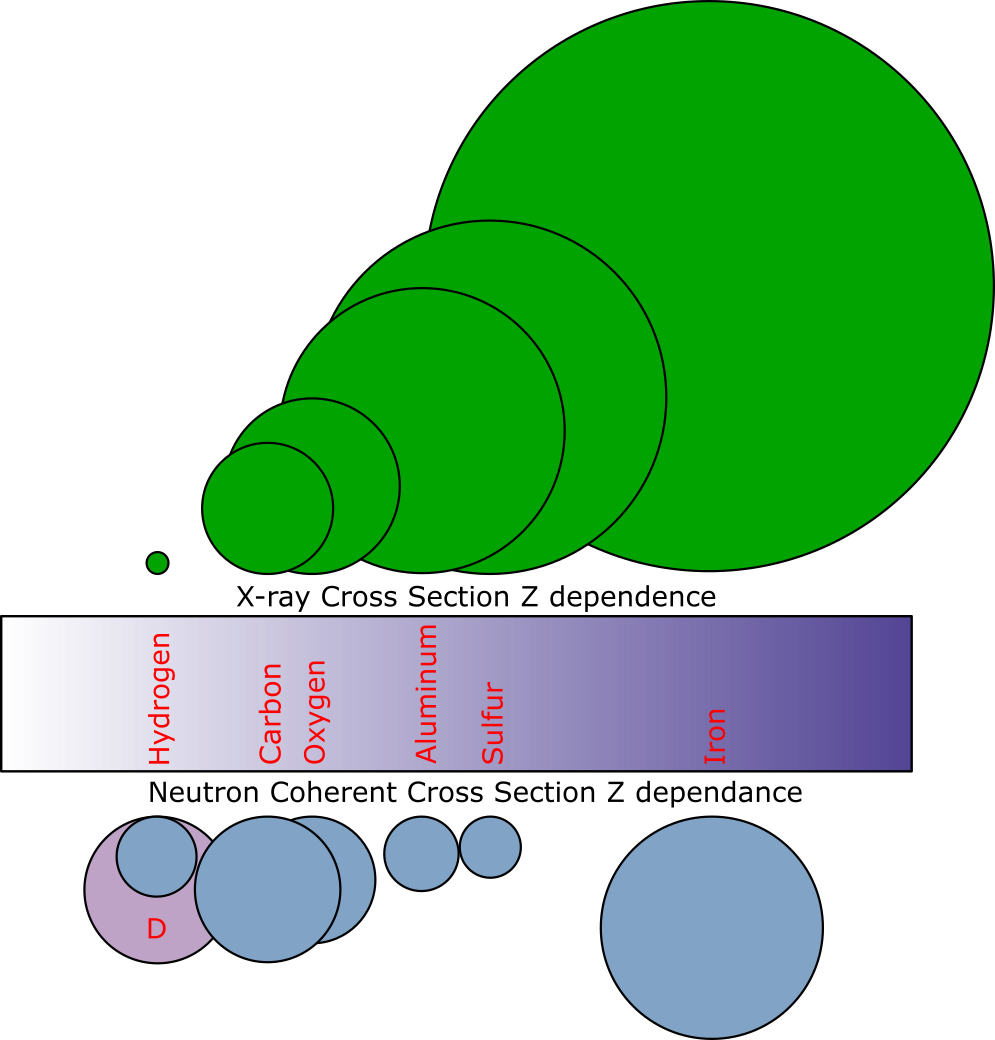 X-ray Cross Section Z dependence
Hydrogen
Carbon
Oxygen
Aluminum
Sulfur
Iron
Neutron Coherent Cross Section Z dependance
D